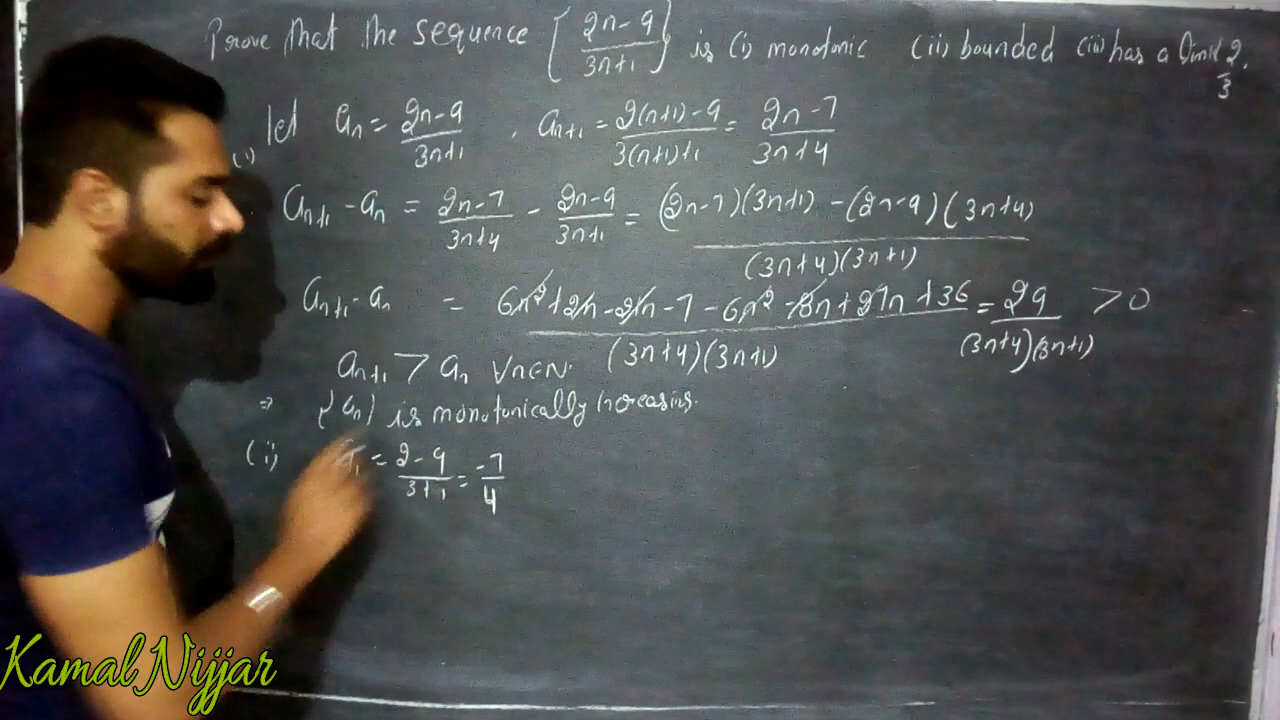 Prove that the sequence {2n-9/3n+1} is (i) monotonic (ii) bounded (iii) has a limit 2/3.
(i) let an = 2n-9/3n+1 , an+1 = 2(n+1)-9/3(n+1)+1 = 2n-7/3n+4
an+1 - an = 2n-7/3n+4 - 2n-9/3n+1 = (2n-7)(3n+1) - (2n-9)(3n+4)/(3n+4)(3n+1)
an+1 - an = 6n²+2n-21n-7-6n²-8n+27n+36/(3n+4)(3n+1) = 29/(3n+4)(3n+1) > 0
an+1 > an ∀n∈N.
⇒ {an} is monotonically increasing.
(ii) a1 = 2-9/3+1 = -7/4
Kamal Nijjar